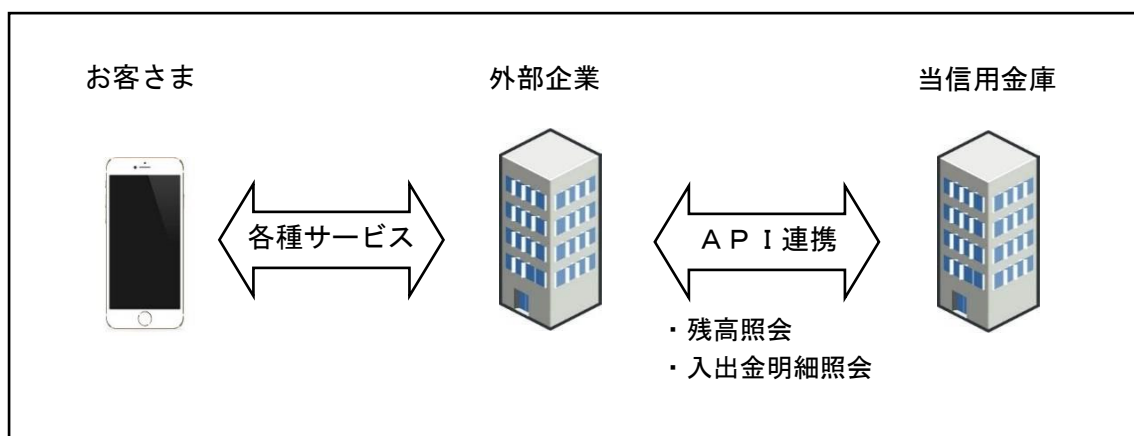 お客さま
外部企業
当信用金庫
各種サービス
ＡＰＩ連携
・残高照会
・入出金明細照会